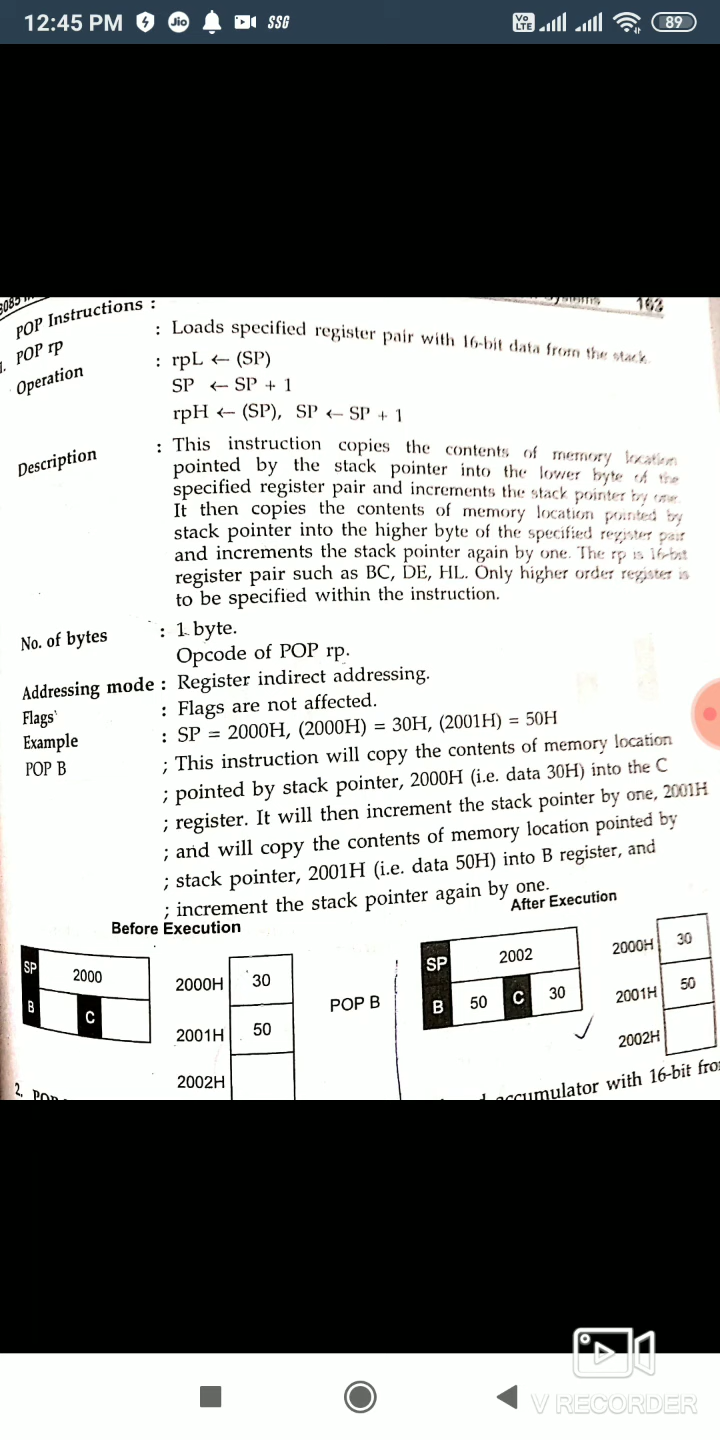 12:45 PM Jio SSG Vo LTE 89
163
POP Instructions :
POP rp : Loads specified register pair with 16-bit data from the stack.
Operation : rpL ← (SP)
SP ← SP + 1
rpH ← (SP), SP ← SP + 1
Description : This instruction copies the contents of memory location
pointed by the stack pointer into the lower byte of the
specified register pair and increments the stack pointer by one.
It then copies the contents of memory location pointed by
stack pointer into the higher byte of the specified register pair
and increments the stack pointer again by one. The rp is 16-bit
register pair such as BC, DE, HL. Only higher order register is
to be specified within the instruction.
No. of bytes : 1 byte.
Opcode of POP rp.
Addressing mode : Register indirect addressing.
Flags : Flags are not affected.
Example : SP = 2000H, (2000H) = 30H, (2001H) = 50H
POP B ; This instruction will copy the contents of memory location
; pointed by stack pointer, 2000H (i.e. data 30H) into the C
; register. It will then increment the stack pointer by one, 2001H
; and will copy the contents of memory location pointed by
; stack pointer, 2001H (i.e. data 50H) into B register, and
; increment the stack pointer again by one.
Before Execution After Execution
SP 2000 2000H 30 SP 2002 2000H 30
B C 2001H 50 POP B B 50 C 30 2001H 50
2002H 2002H
2. accumulator with 16-bit
V RECORDER